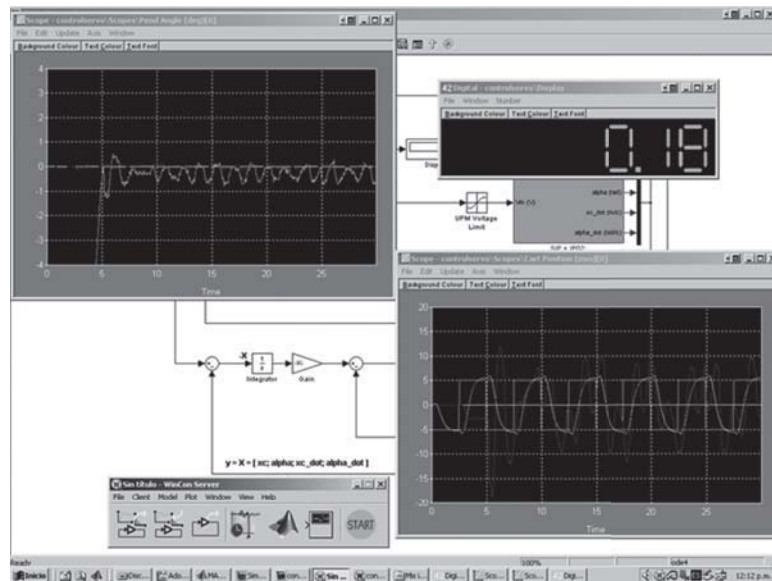 Scope - controlservo\Scopes\Pend Angle [deg][0]
File Edit Update Axis Window
Background Colour Text Colour Text Font
4
3
2
1
0
-1
-2
-3
-4
0 5 10 15 20 25
Time
Digital - controlservo\Display
File Window Number
Background Colour Text Colour Text Font
0.18
UPM Voltage
Limit
alpha (rad)
xc_dot (m/s)
Scope - controlservo\Scopes\Cart Position [mm][0]
File Edit Update Axis Window
Background Colour Text Colour Text Font
20
15
10
5
0
-5
-10
-15
-20
0 5 10 15 20 25
Time
-X
Integrator
Gain
y = X = [ xc; alpha; xc_dot; alpha_dot ]
Sin título - WinCon Server
File Client Model Plot Window View Help
START
Ready
100%
ode4
Inicio
12:12 p.m.